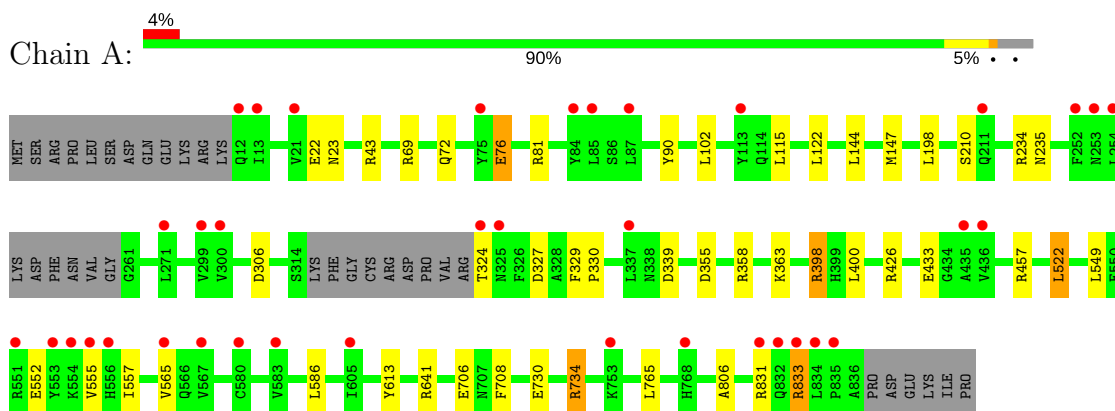 4%
Chain A:
90% 5% • •
MET SER ARG PRO LEU SER ASP GLN GLU LYS ARG LYS Q12 I13 V21 E22 N23 R43 R69 Q72 Y75 E76 R81 Y84 L85 S86 L87 Y90 L102 Y113 Q114 L115 L122 L144 M147 L198 S210 Q211 R234 N235 F252 N253 L254
LYS ASP PHE ASN VAL GLY G261 L271 V299 V300 D306 S314 LYS PHE GLY CYS ARG ASP PRO VAL ARG T324 N325 F326 D327 A328 F329 P330 L337 N338 D339 D355 R358 K363 R398 H399 L400 R426 E433 G434 A435 V436 R457 L522 L549 E550
R551 E552 Y553 K554 V555 H556 I557 V565 Q566 V567 C580 V583 L586 I605 Y613 R641 E706 N707 F708 E730 R734 K753 L765 H768 A806 R831 Q832 R833 L834 P835 A836 PRO ASP GLU LYS ILE PRO